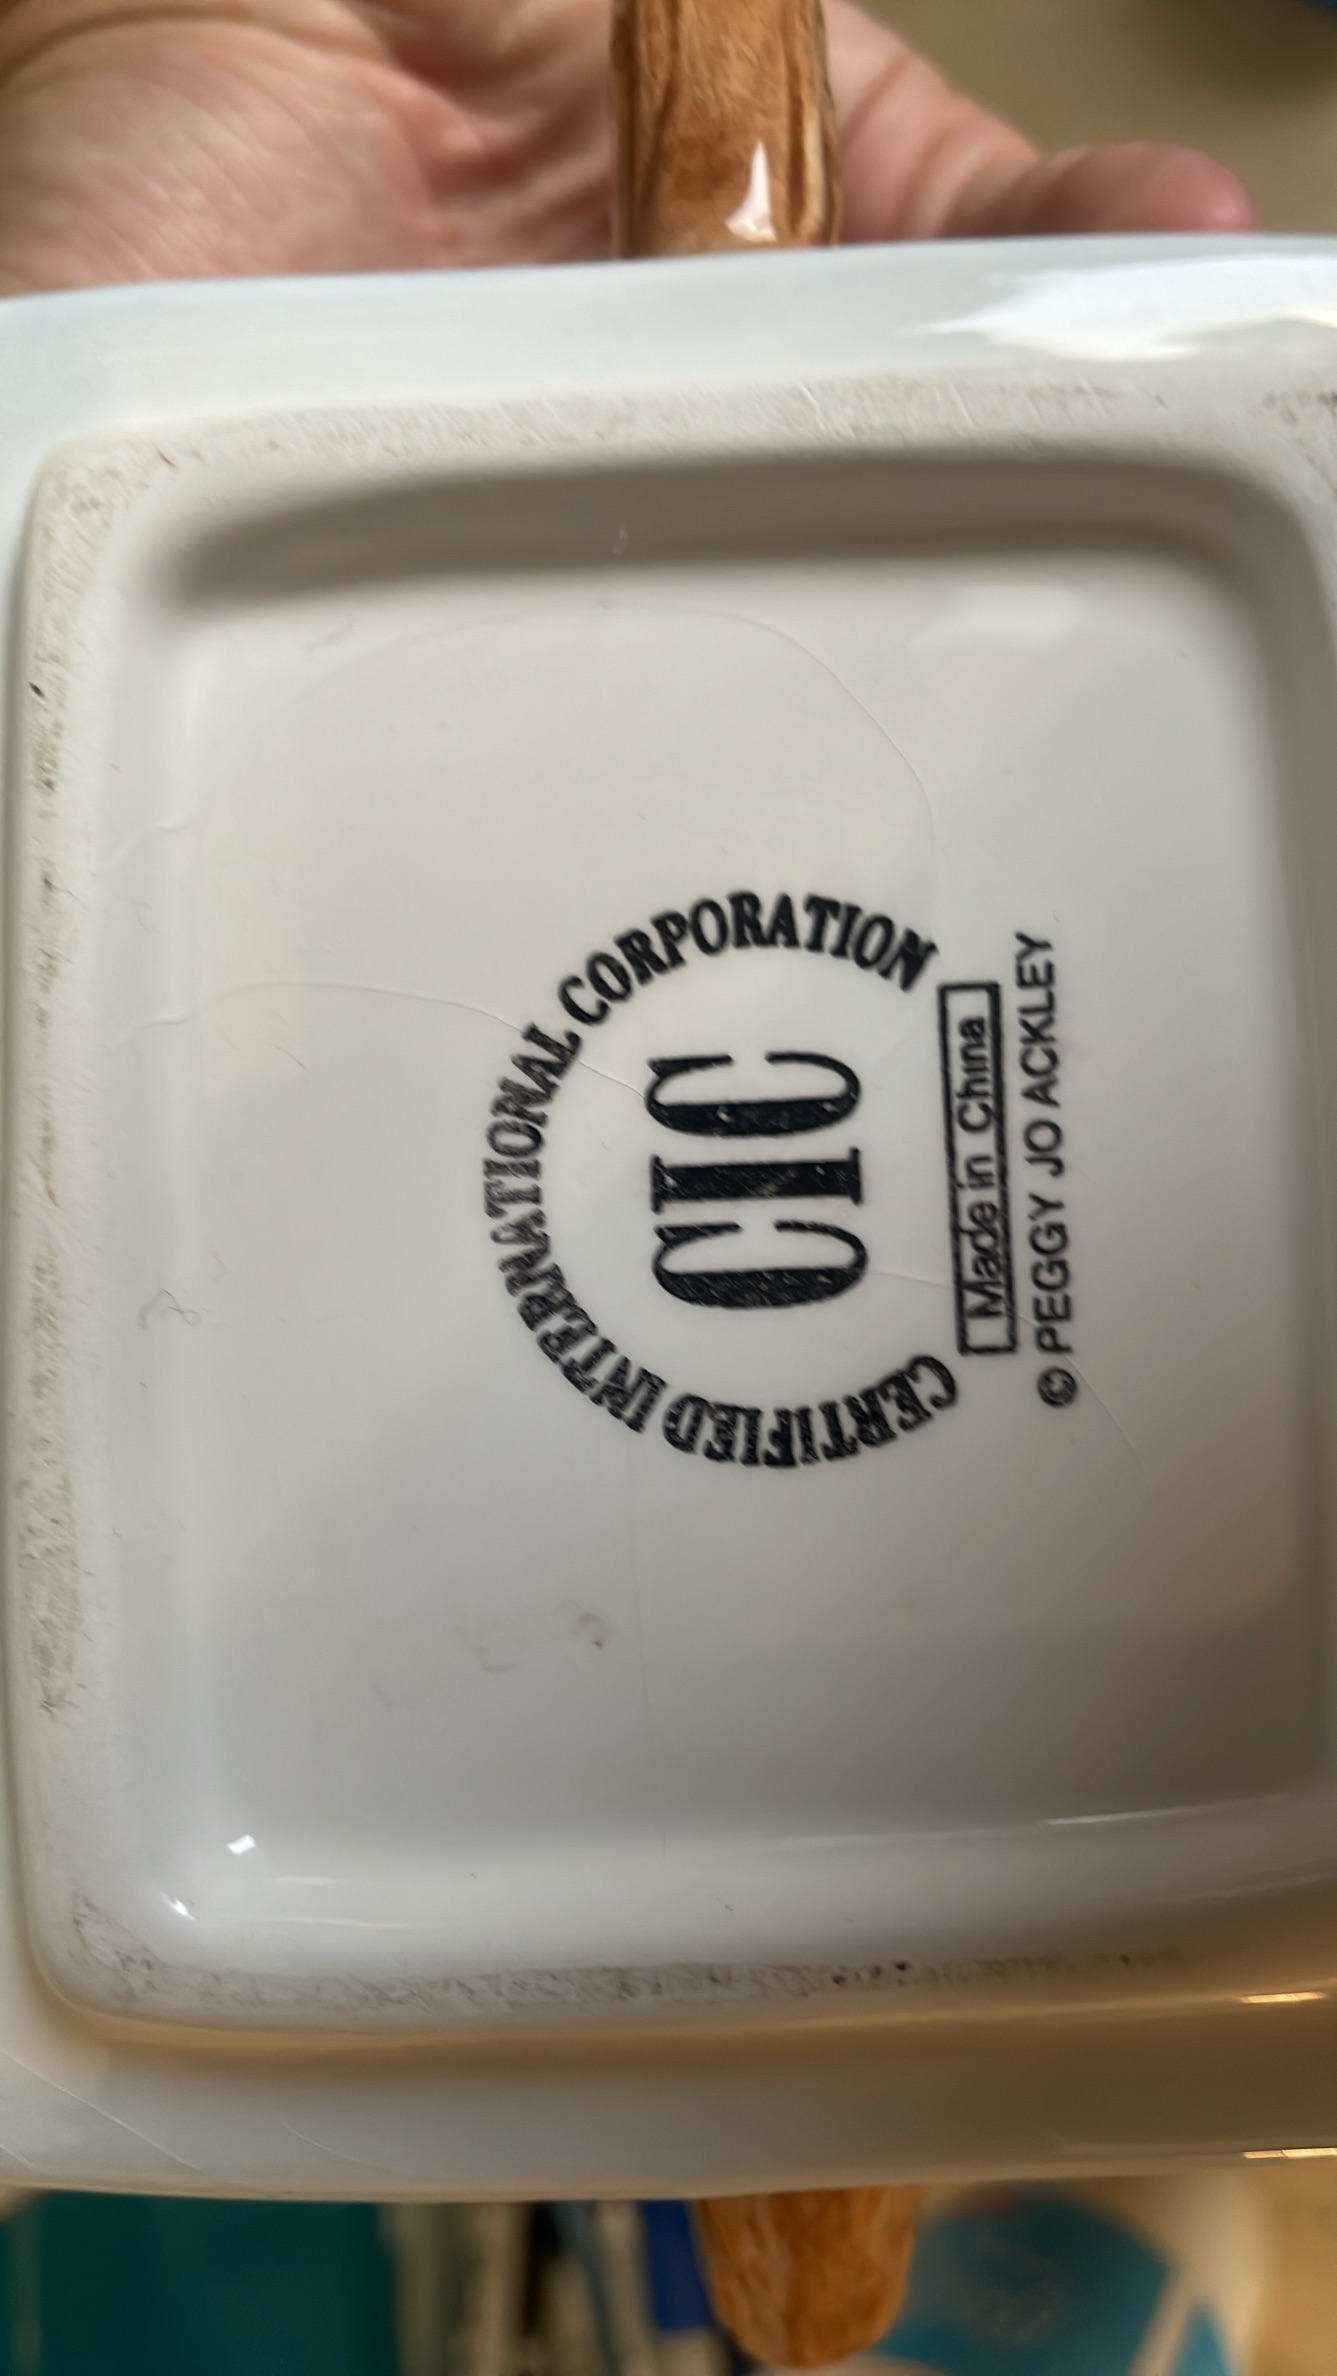 CERTIFIED INTERNATIONAL CORPORATION
CIC
Made in China
© PEGGY JO ACKLEY